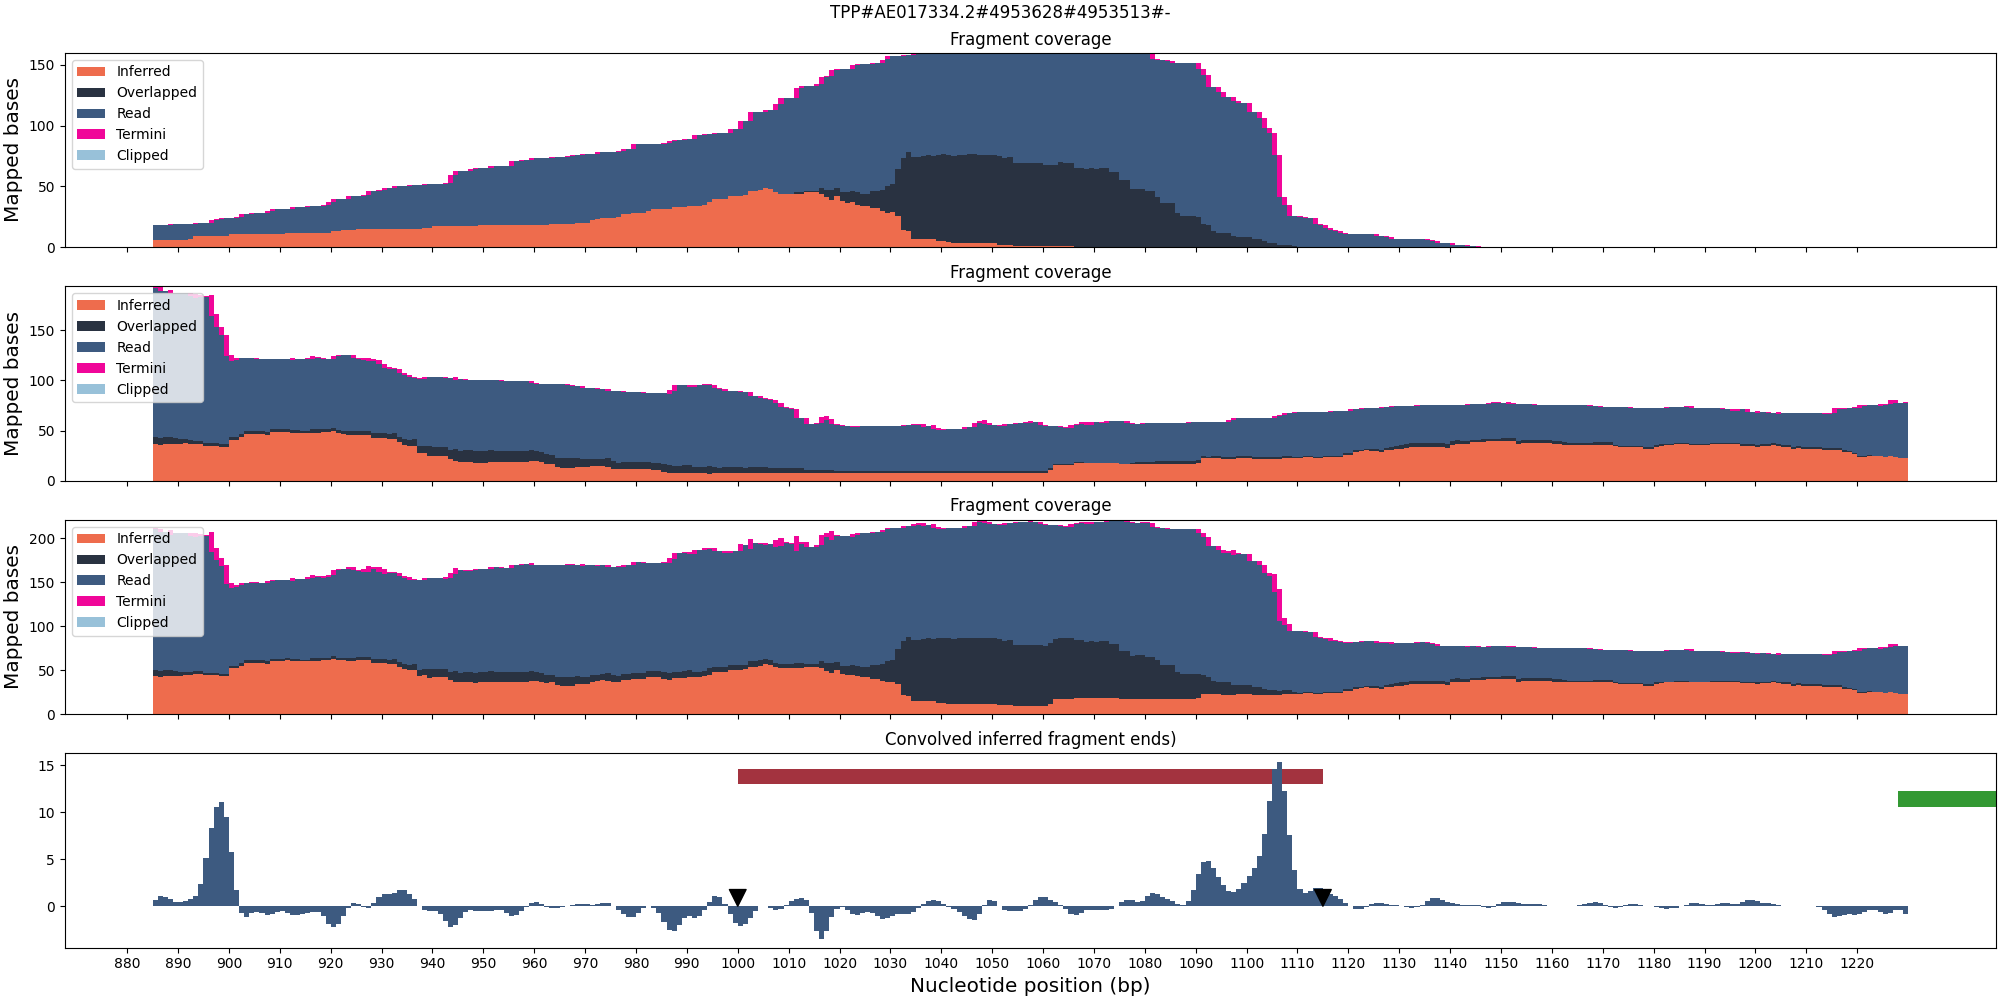 TPP#AE017334.2#4953628#4953513#-
Fragment coverage
Mapped bases
150
100
50
0
Inferred
Overlapped
Read
Termini
Clipped
Fragment coverage
Mapped bases
150
100
50
0
Inferred
Overlapped
Read
Termini
Clipped
Fragment coverage
Mapped bases
200
150
100
50
0
Inferred
Overlapped
Read
Termini
Clipped
Convolved inferred fragment ends)
15
10
5
0
880 890 900 910 920 930 940 950 960 970 980 990 1000 1010 1020 1030 1040 1050 1060 1070 1080 1090 1100 1110 1120 1130 1140 1150 1160 1170 1180 1190 1200 1210 1220
Nucleotide position (bp)